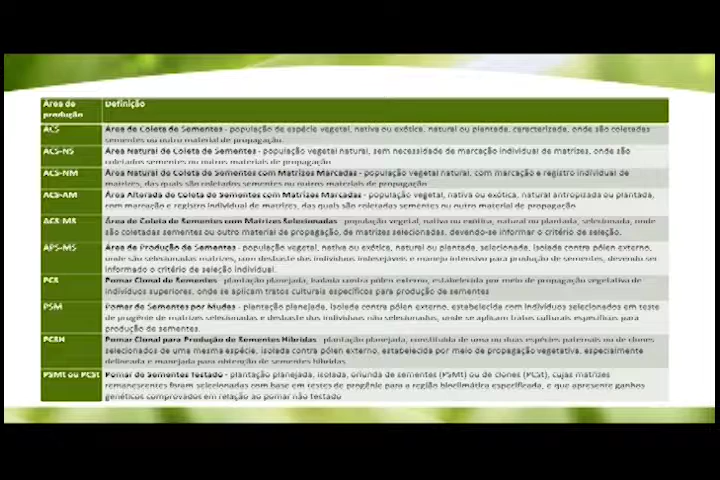 Área de produção Definição
ACS Área de Coleta de Sementes - população de espécie vegetal, nativa ou exótica, natural ou plantada, caracterizada, onde são coletadas
sementes ou outro material de propagação.
ACS-NS Área Natural de Coleta de Sementes - população vegetal natural, sem necessidade de marcação individual de matrizes, onde são
coletados sementes ou outros materiais de propagação
ACS-NM Área Natural de Coleta de Sementes com Matrizes Marcadas - população vegetal natural, com marcação e registro individual de
matrizes, das quais são coletados sementes ou outros materiais de propagação
ACS-AM Área Alterada de Coleta de Sementes com Matrizes Marcadas - população vegetal, nativa ou exótica, natural antropizada ou plantada,
com marcação e registro individual de matrizes, das quais são coletadas sementes ou outro material de propagação
ACS-MS Área de Coleta de Sementes com Matrizes Selecionadas - população vegetal, nativa ou exótica, natural ou plantada, selecionada, onde
são coletadas sementes ou outro material de propagação, de matrizes selecionadas, devendo-se informar o critério de seleção.
APS-MS Área de Produção de Sementes - população vegetal, nativa ou exótica, natural ou plantada, selecionada, isolada contra pólen externo,
onde são selecionadas matrizes, com desbaste dos indivíduos indesejáveis e manejo intensivo para produção de sementes, devendo ser
informado o critério de seleção individual.
PCS Pomar Clonal de Sementes - plantação planejada, isolada contra pólen externo, estabelecida por meio de propagação vegetativa de
indivíduos superiores, onde se aplicam tratos culturais específicos para produção de sementes
PSM Pomar de Sementes por Mudas - plantação planejada, isolada contra pólen externo, estabelecida com indivíduos selecionados em teste
de progênie de matrizes selecionadas e desbaste dos indivíduos não selecionados, onde se aplicam tratos culturais específicos para
produção de sementes.
PCSH Pomar Clonal para Produção de Sementes Híbridas - plantação planejada, constituída de uma ou duas espécies paternais ou de clones
selecionados de uma mesma espécie, isolada contra pólen externo, estabelecida por meio de propagação vegetativa, especialmente
delineada e manejada para obtenção de sementes híbridas
PSMt ou PCSt Pomar de Sementes Testado - plantação planejada, isolada, oriunda de sementes (PSMt) ou de clones (PCSt), cujas matrizes
remanescentes foram selecionadas com base em testes de progênie para a região bioclimática especificada, e que apresente ganhos
genéticos comprovados em relação ao pomar não testado